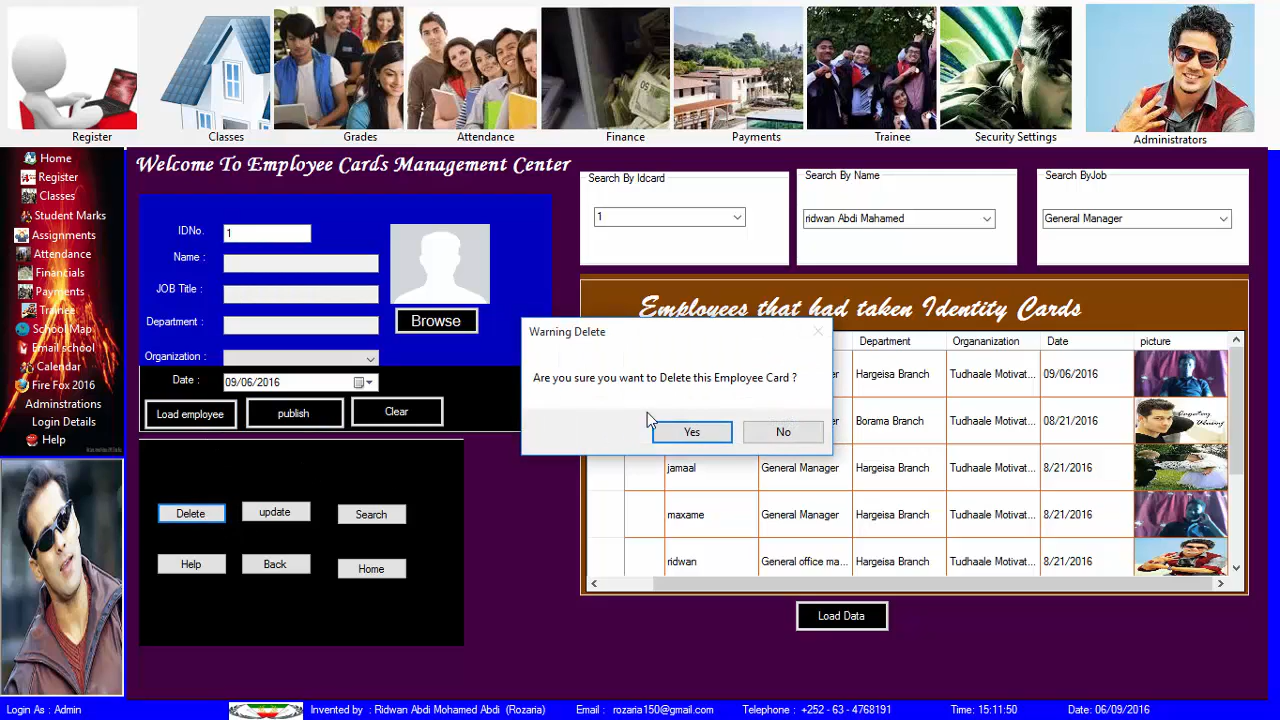 Register
Classes
Grades
Attendance
Finance
Payments
Trainee
Security Settings
Administrators
Home
Register
Classes
Student Marks
Assignments
Attendance
Financials
Payments
Trainee
School Map
Email school
Calendar
Fire Fox 2016
Adminstrations
Login Details
Help
Welcome To Employee Cards Management Center
IDNo.
1
Name :
JOB Title :
Department :
Organization :
Date :
09/06/2016
Browse
Load employee
publish
Clear
Delete
update
Search
Help
Back
Home
Search By Idcard
1
Search By Name
ridwan Abdi Mahamed
Search ByJob
General Manager
Employees that had taken Identity Cards
Department Organanization Date picture
Hargeisa Branch Tudhaale Motivat... 09/06/2016
Borama Branch Tudhaale Motivat... 08/21/2016
jamaal General Manager Hargeisa Branch Tudhaale Motivat... 8/21/2016
maxame General Manager Hargeisa Branch Tudhaale Motivat... 8/21/2016
ridwan General office ma... Hargeisa Branch Tudhaale Motivat... 8/21/2016
Load Data
Warning Delete
Are you sure you want to Delete this Employee Card ?
Yes
No
Login As : Admin
Invented by : Ridwan Abdi Mohamed Abdi (Rozaria)
Email : rozaria150@gmail.com
Telephone : +252 - 63 - 4768191
Time: 15:11:50
Date: 06/09/2016